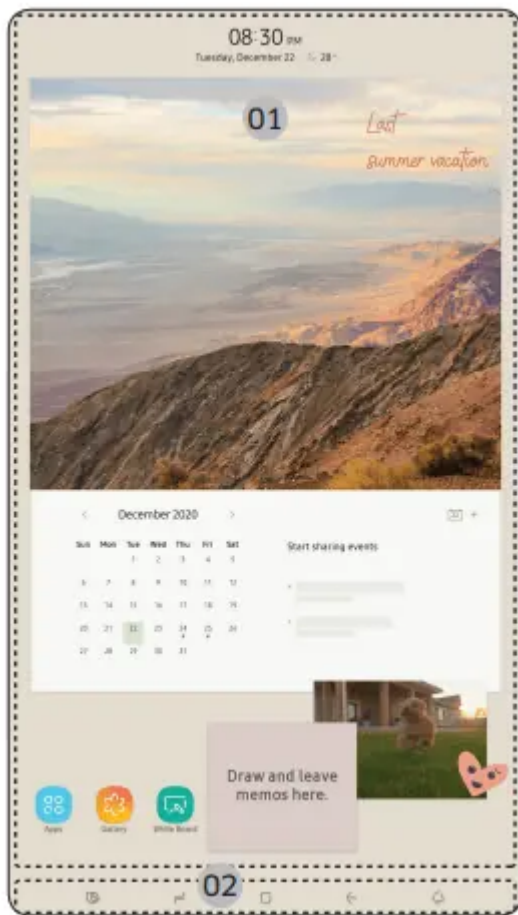 08:30 PM
Tuesday, December 22 28°
01
Last
summer vacation
December 2020
Sun Mon Tue Wed Thu Fri Sat
1 2 3 4 5
6 7 8 9 10 11 12
13 14 15 16 17 18 19
20 21 22 23 24 25 26
27 28 29 30 31
Start sharing events
Draw and leave
memos here.
Apps Gallery White Board
02